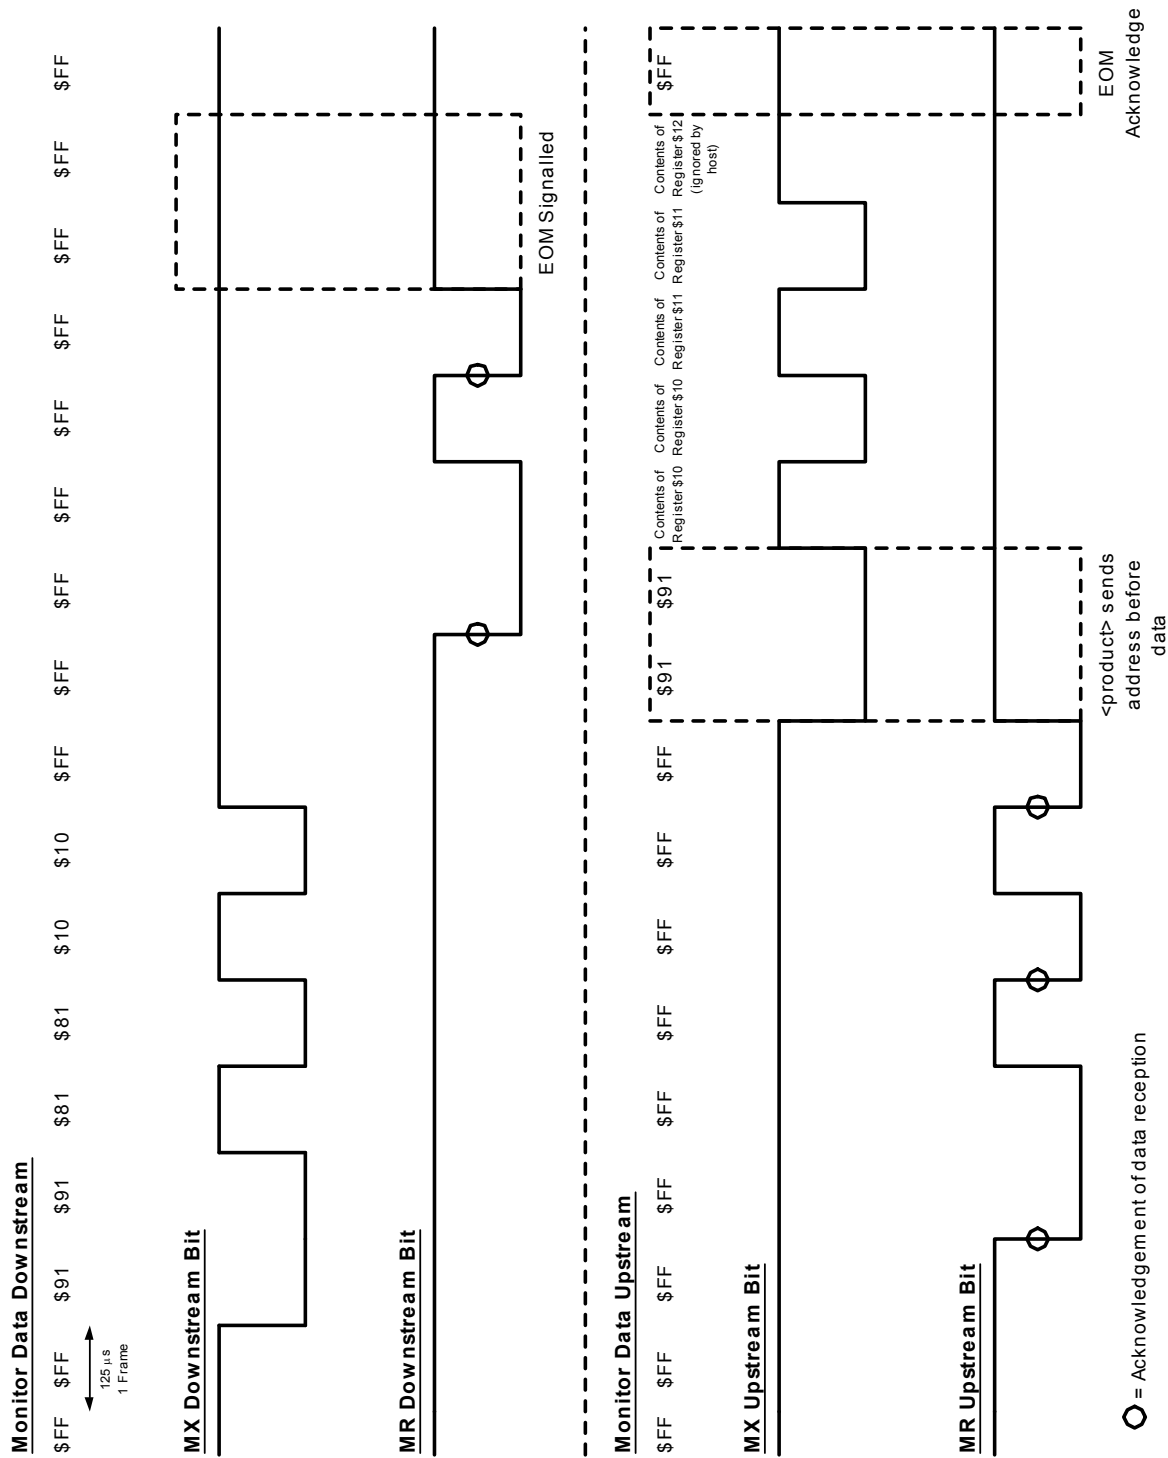 Monitor Data Downstream
$FF $FF $91 $91 $81 $81 $10 $10 $FF $FF $FF $FF $FF $FF $FF $FF $FF
125 µs
1 Frame
MX Downstream Bit
MR Downstream Bit
EOM Signalled
Monitor Data Upstream
$FF $FF $FF $FF $FF $FF $FF $FF $FF $91 $91
Contents of
Register $10
Contents of
Register $10
Contents of
Register $11
Contents of
Register $11
Contents of
Register $12
(ignored by
host)
$FF
MX Upstream Bit
MR Upstream Bit
<product> sends
address before
data
EOM
Acknowledge
= Acknowledgement of data reception